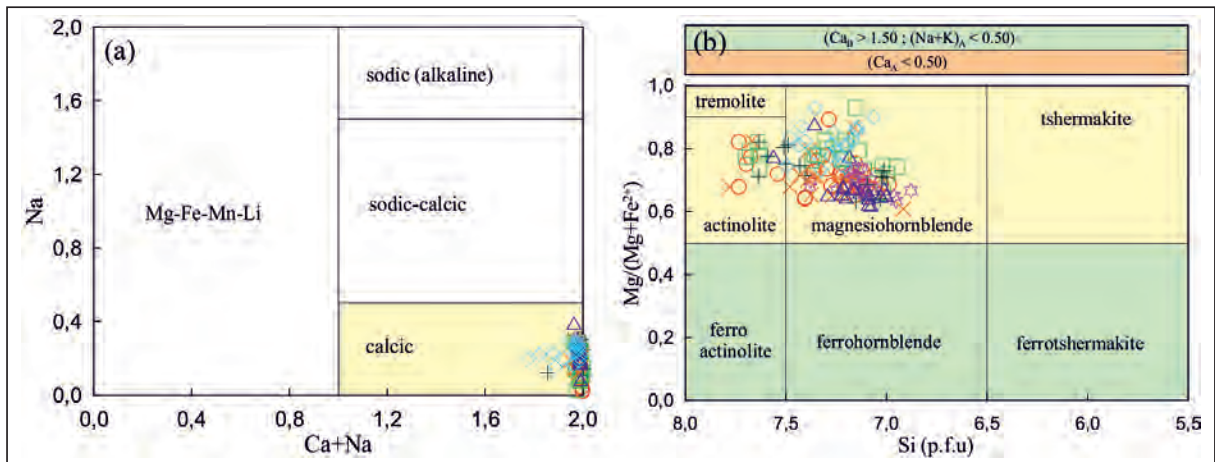 (a)
2,0
1,6
1,2
0,8
0,4
0,0
Na
sodic (alkaline)
Mg-Fe-Mn-Li
sodic-calcic
calcic
0,0
0,4
0,8
1,2
1,6
2,0
Ca+Na
(b)
(Ca_B > 1.50 ; (Na+K)_A < 0.50)
(Ca_A < 0.50)
1,0
0,8
0,6
0,4
0,2
0,0
Mg/(Mg+Fe²⁺)
tremolite
tshermakite
actinolite
magnesiohornblende
ferro
actinolite
ferrohornblende
ferrotshermakite
8,0
7,5
7,0
6,5
6,0
5,5
Si (p.f.u)